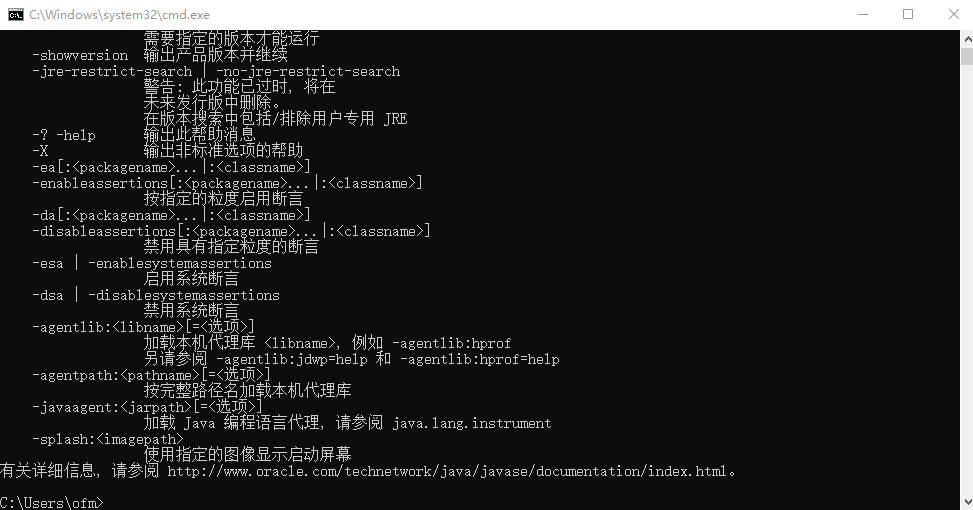 C:\Windows\system32\cmd.exe
需要指定的版本才能运行
-showversion 输出产品版本并继续
-jre-restrict-search | -no-jre-restrict-search
警告: 此功能已过时, 将在
未来发行版中删除。
在版本搜索中包括/排除用户专用 JRE
-? -help 输出此帮助消息
-X 输出非标准选项的帮助
-ea[:<packagename>...|:<classname>]
-enableassertions[:<packagename>...|:<classname>]
按指定的粒度启用断言
-da[:<packagename>...|:<classname>]
-disableassertions[:<packagename>...|:<classname>]
禁用具有指定粒度的断言
-esa | -enablesystemassertions
启用系统断言
-dsa | -disablesystemassertions
禁用系统断言
-agentlib:<libname>[=<选项>]
加载本机代理库 <libname>, 例如 -agentlib:hprof
另请参阅 -agentlib:jdwp=help 和 -agentlib:hprof=help
-agentpath:<pathname>[=<选项>]
按完整路径名加载本机代理库
-javaagent:<jarpath>[=<选项>]
加载 Java 编程语言代理, 请参阅 java.lang.instrument
-splash:<imagepath>
使用指定的图像显示启动屏幕
有关详细信息, 请参阅 http://www.oracle.com/technetwork/java/javase/documentation/index.html。
C:\Users\ofm>